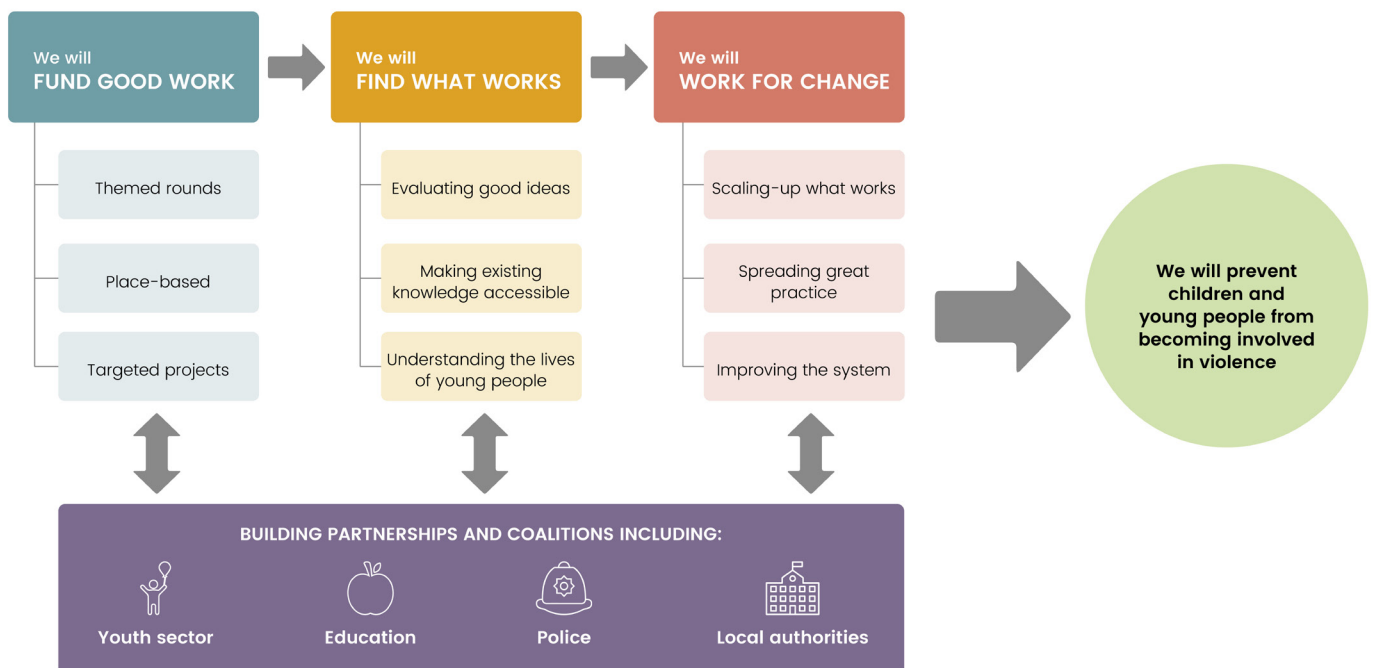 We will
FUND GOOD WORK
We will
FIND WHAT WORKS
We will
WORK FOR CHANGE
Themed rounds
Place-based
Targeted projects
Evaluating good ideas
Making existing
knowledge accessible
Understanding the lives
of young people
Scaling-up what works
Spreading great
practice
Improving the system
We will prevent
children and
young people from
becoming involved
in violence
BUILDING PARTNERSHIPS AND COALITIONS INCLUDING:
Youth sector
Education
Police
Local authorities